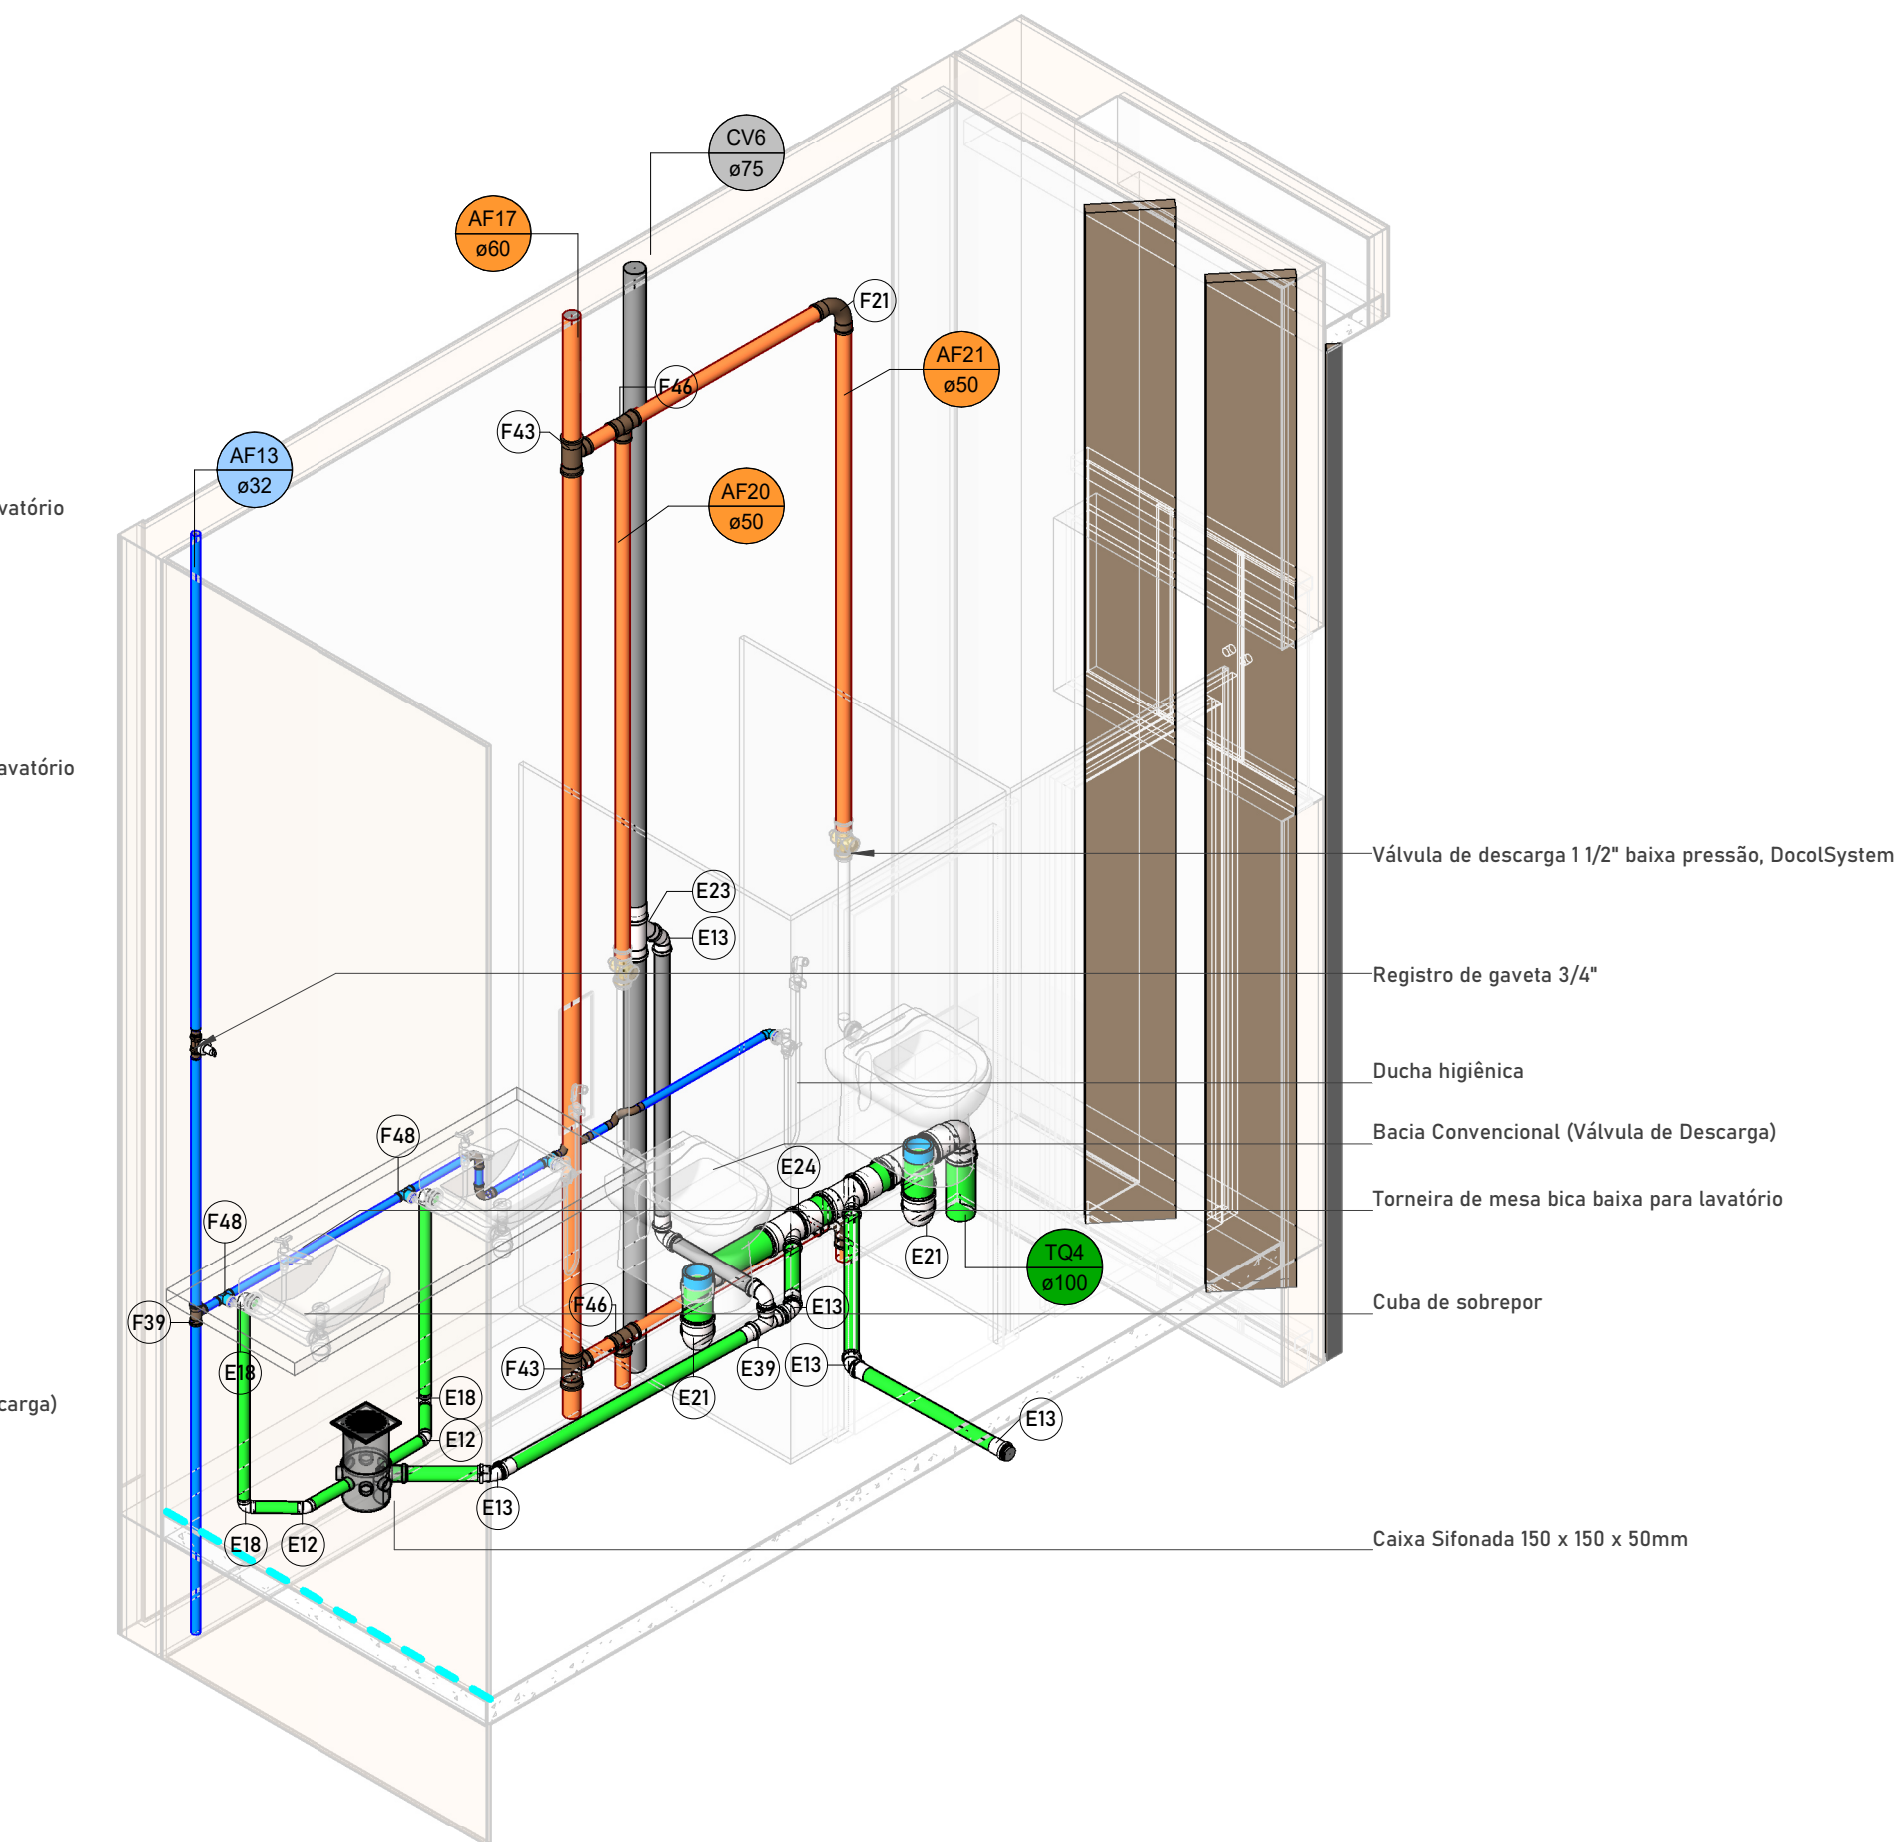 CV6
ø75
AF17
ø60
F21
AF21
ø50
F46
F43
AF13
ø32
AF20
ø50
vatório
avatório
Válvula de descarga 1 1/2" baixa pressão, DocolSystem
E23
E13
Registro de gaveta 3/4"
Ducha higiênica
F48
Bacia Convencional (Válvula de Descarga)
E24
Torneira de mesa bica baixa para lavatório
F48
E21
TQ4
ø100
Cuba de sobrepor
F46
E13
F39
E18
F43
E21
E39
E13
carga)
E18
E12
E13
E13
E18
E12
Caixa Sifonada 150 x 150 x 50mm